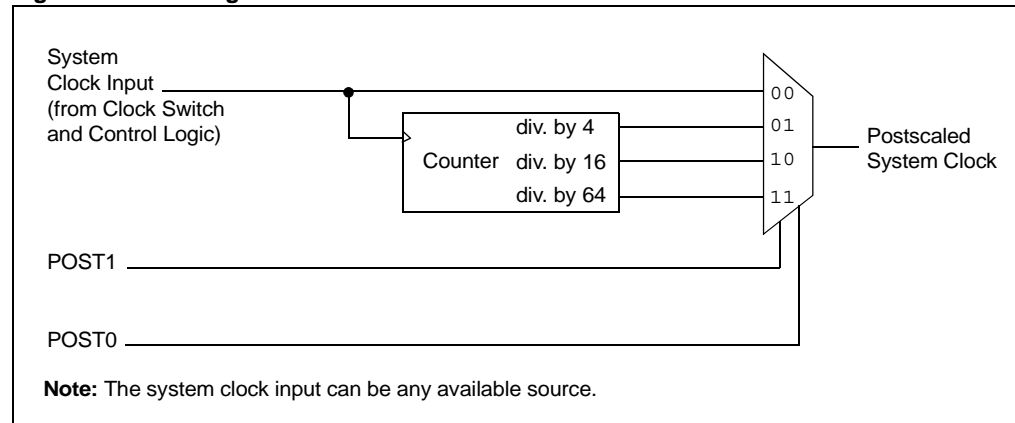 System
Clock Input
(from Clock Switch
and Control Logic)
Counter
div. by 4
div. by 16
div. by 64
00
01
10
11
Postscaled
System Clock
POST1
POST0
Note: The system clock input can be any available source.